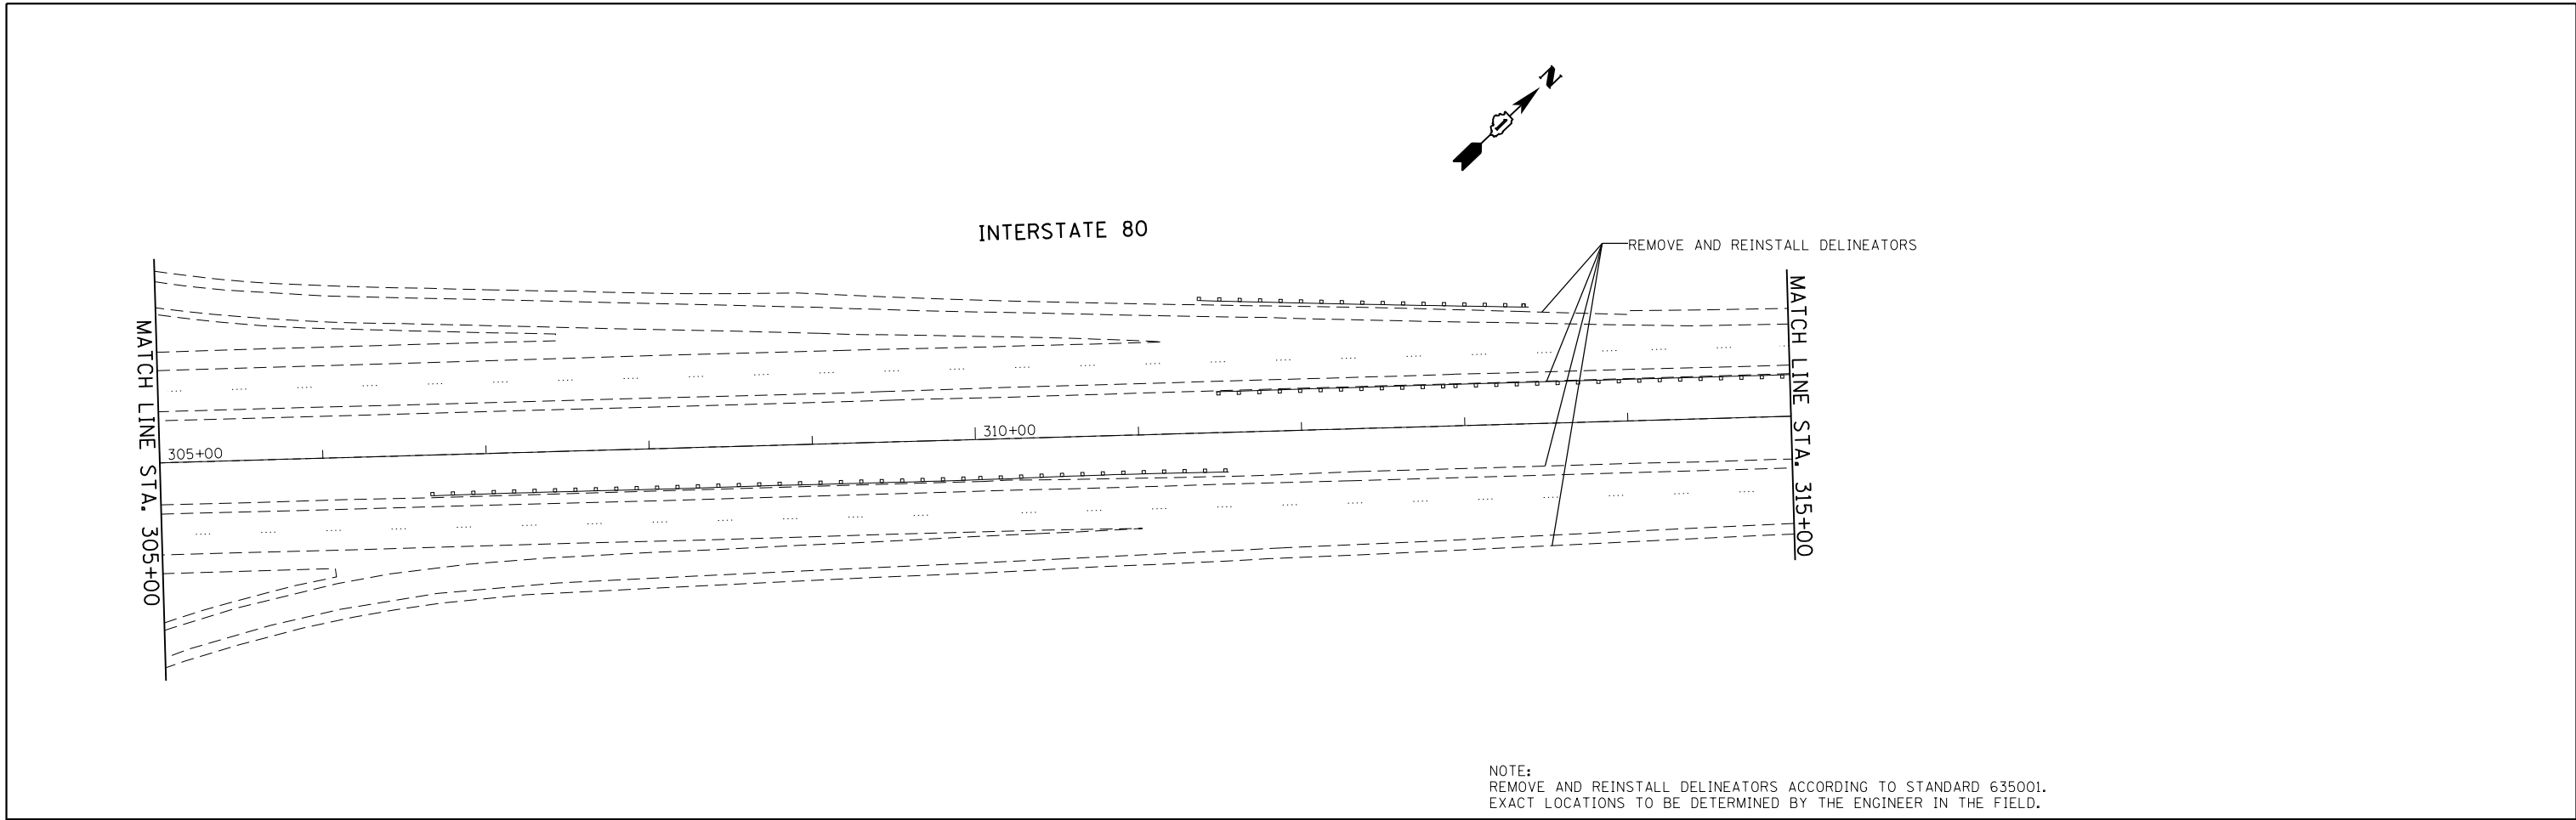 N
INTERSTATE 80
REMOVE AND REINSTALL DELINEATORS
MATCH LINE STA. 305+00
305+00
310+00
MATCH LINE STA. 315+00
NOTE:
REMOVE AND REINSTALL DELINEATORS ACCORDING TO STANDARD 635001.
EXACT LOCATIONS TO BE DETERMINED BY THE ENGINEER IN THE FIELD.